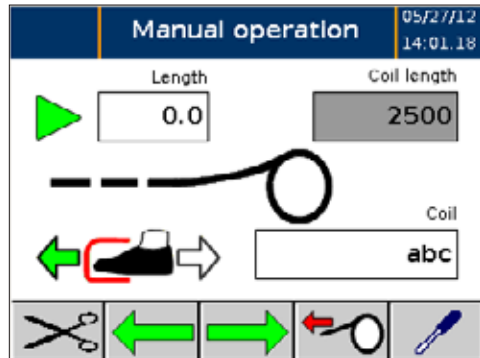 Manual operation
05/27/12
14:01.18
Length
Coil length
0.0
2500
Coil
abc